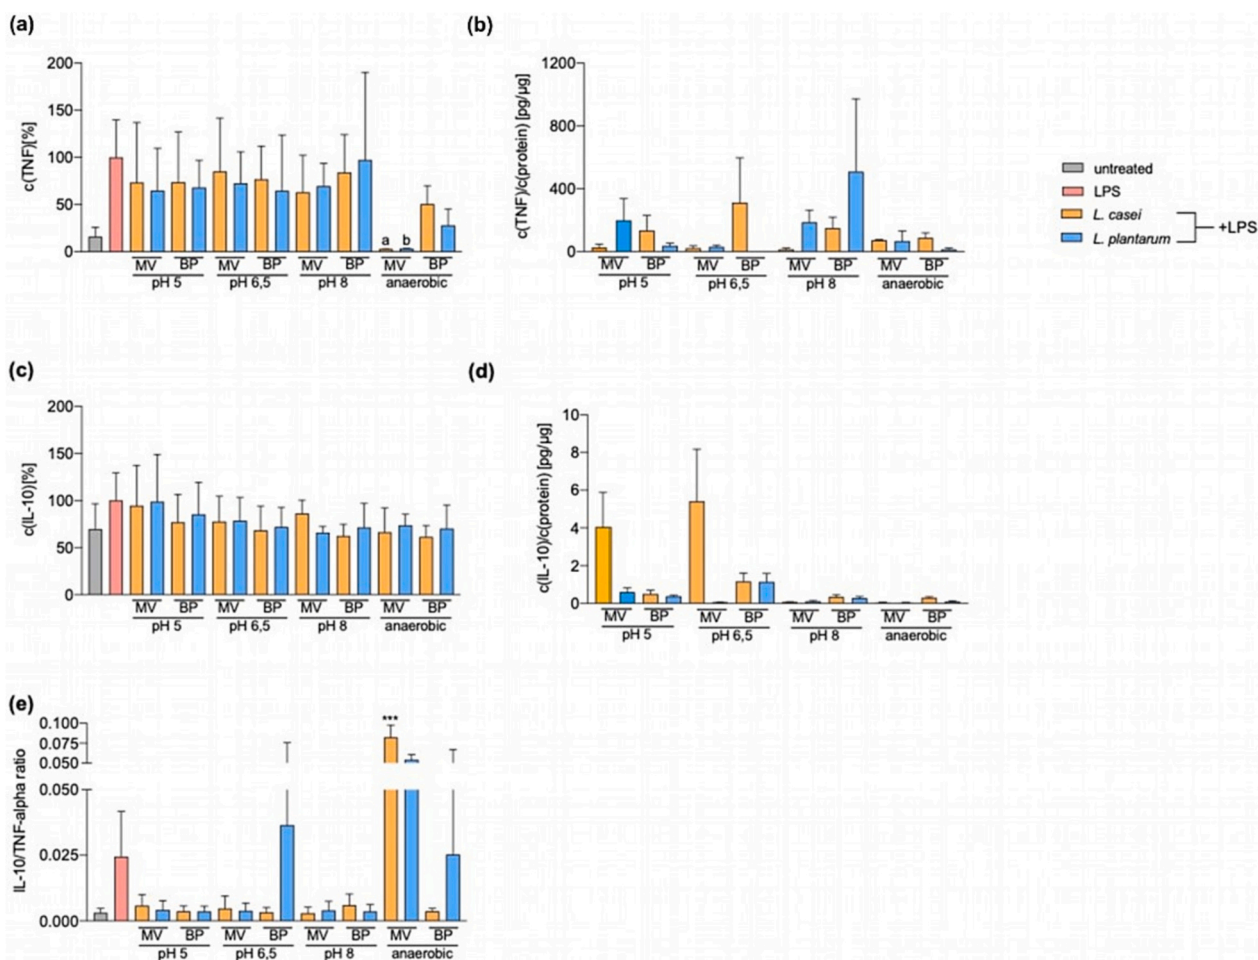 (a)
c(TNF)[%]
200
150
100
50
0
a b
MV BP MV BP MV BP MV BP
pH 5 pH 6,5 pH 8 anaerobic
(b)
c(TNF)/c(protein) [pg/µg]
1200
800
400
0
MV BP MV BP MV BP MV BP
pH 5 pH 6,5 pH 8 anaerobic
untreated
LPS
L. casei
L. plantarum
+LPS
(c)
c(IL-10)[%]
200
150
100
50
0
MV BP MV BP MV BP MV BP
pH 5 pH 6,5 pH 8 anaerobic
(d)
c(IL-10)/c(protein) [pg/µg]
10
8
6
4
2
0
MV BP MV BP MV BP MV BP
pH 5 pH 6,5 pH 8 anaerobic
(e)
IL-10/TNF-alpha ratio
0.100
0.075
0.050
0.050
0.025
0.000
***
MV BP MV BP MV BP MV BP
pH 5 pH 6,5 pH 8 anaerobic